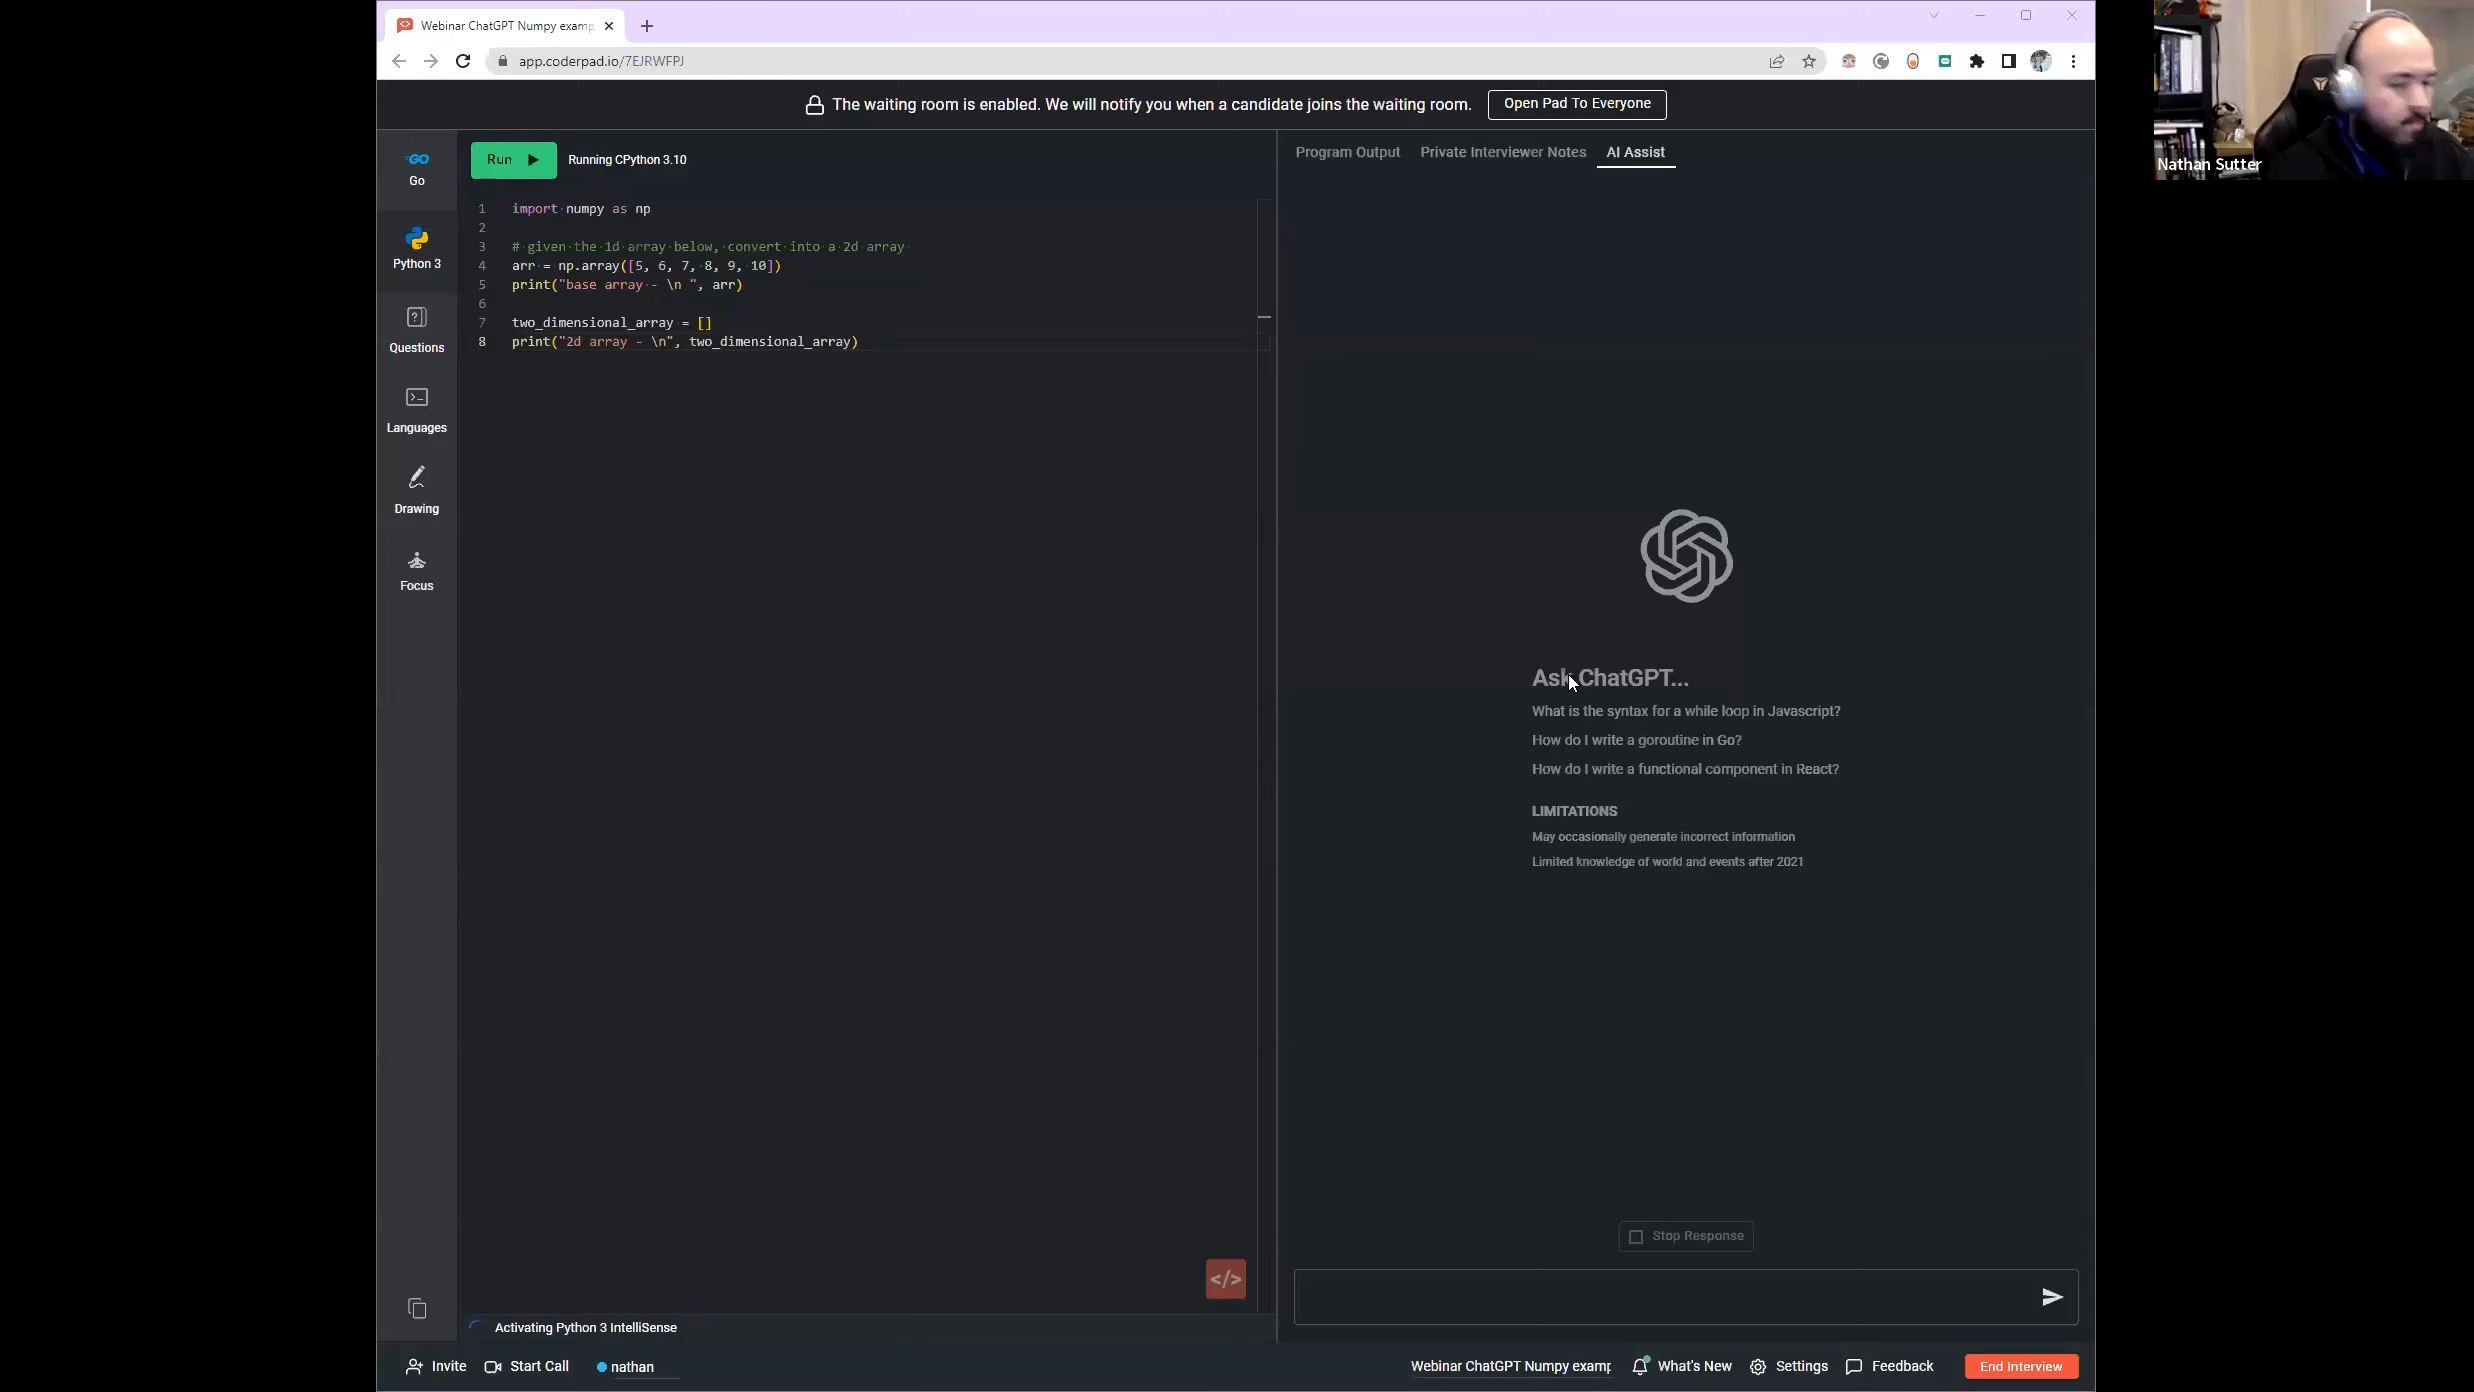 Webinar ChatGPT Numpy examp
app.coderpad.io/7EJRWFPJ
The waiting room is enabled. We will notify you when a candidate joins the waiting room.
Open Pad To Everyone
Nathan Sutter
GO
Go
Python 3
Questions
Languages
Drawing
Focus
Run
Running CPython 3.10
1 import numpy as np
2
3 # given the 1d array below, convert into a 2d array
4 arr = np.array([5, 6, 7, 8, 9, 10])
5 print("base array - \n ", arr)
6
7 two_dimensional_array = []
8 print("2d array - \n", two_dimensional_array)
</>
Activating Python 3 IntelliSense
Program Output
Private Interviewer Notes
AI Assist
Ask ChatGPT...
What is the syntax for a while loop in Javascript?
How do I write a goroutine in Go?
How do I write a functional component in React?
LIMITATIONS
May occasionally generate incorrect information
Limited knowledge of world and events after 2021
Stop Response
Invite
Start Call
nathan
Webinar ChatGPT Numpy examp
What's New
Settings
Feedback
End Interview